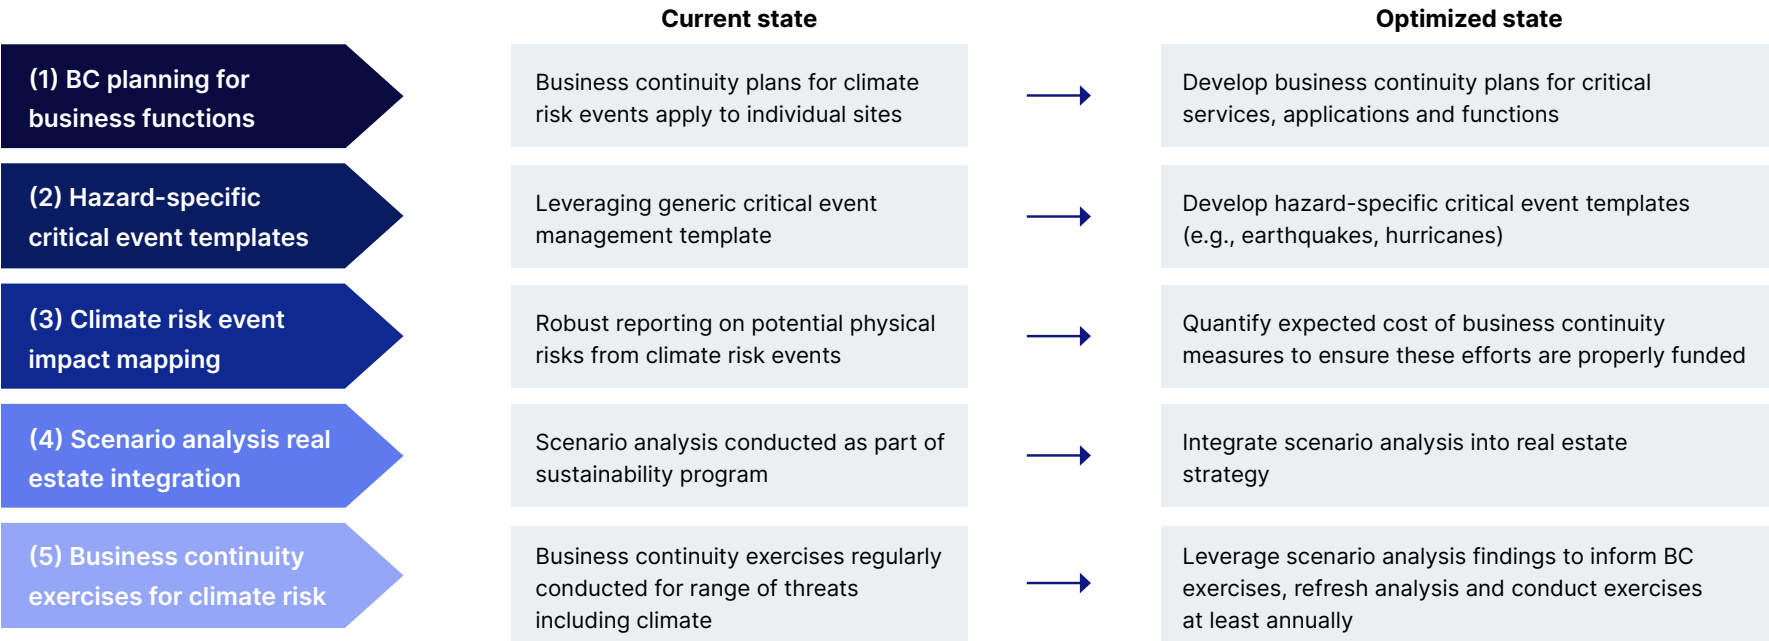 Current state
Optimized state
(1) BC planning for
business functions
Business continuity plans for climate
risk events apply to individual sites
Develop business continuity plans for critical
services, applications and functions
(2) Hazard-specific
critical event templates
Leveraging generic critical event
management template
Develop hazard-specific critical event templates
(e.g., earthquakes, hurricanes)
(3) Climate risk event
impact mapping
Robust reporting on potential physical
risks from climate risk events
Quantify expected cost of business continuity
measures to ensure these efforts are properly funded
(4) Scenario analysis real
estate integration
Scenario analysis conducted as part of
sustainability program
Integrate scenario analysis into real estate
strategy
(5) Business continuity
exercises for climate risk
Business continuity exercises regularly
conducted for range of threats
including climate
Leverage scenario analysis findings to inform BC
exercises, refresh analysis and conduct exercises
at least annually